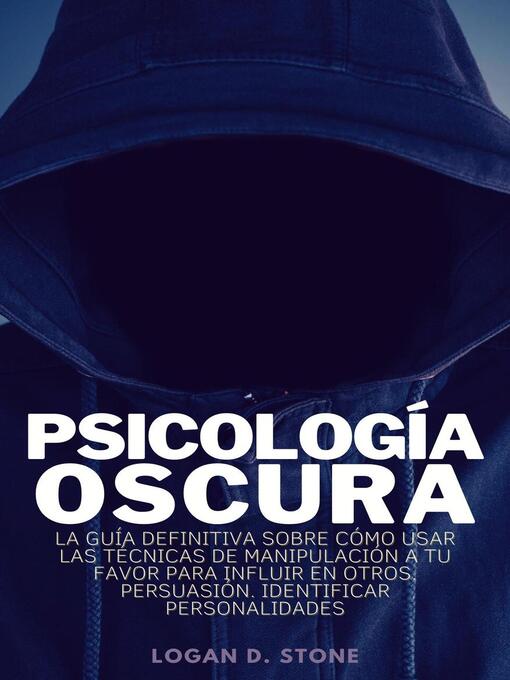 PSICOLOGÍA
OSCURA
LA GUÍA DEFINITIVA SOBRE CÓMO USAR
LAS TÉCNICAS DE MANIPULACIÓN A TU
FAVOR PARA INFLUIR EN OTROS.
PERSUASIÓN. IDENTIFICAR
PERSONALIDADES
LOGAN D. STONE